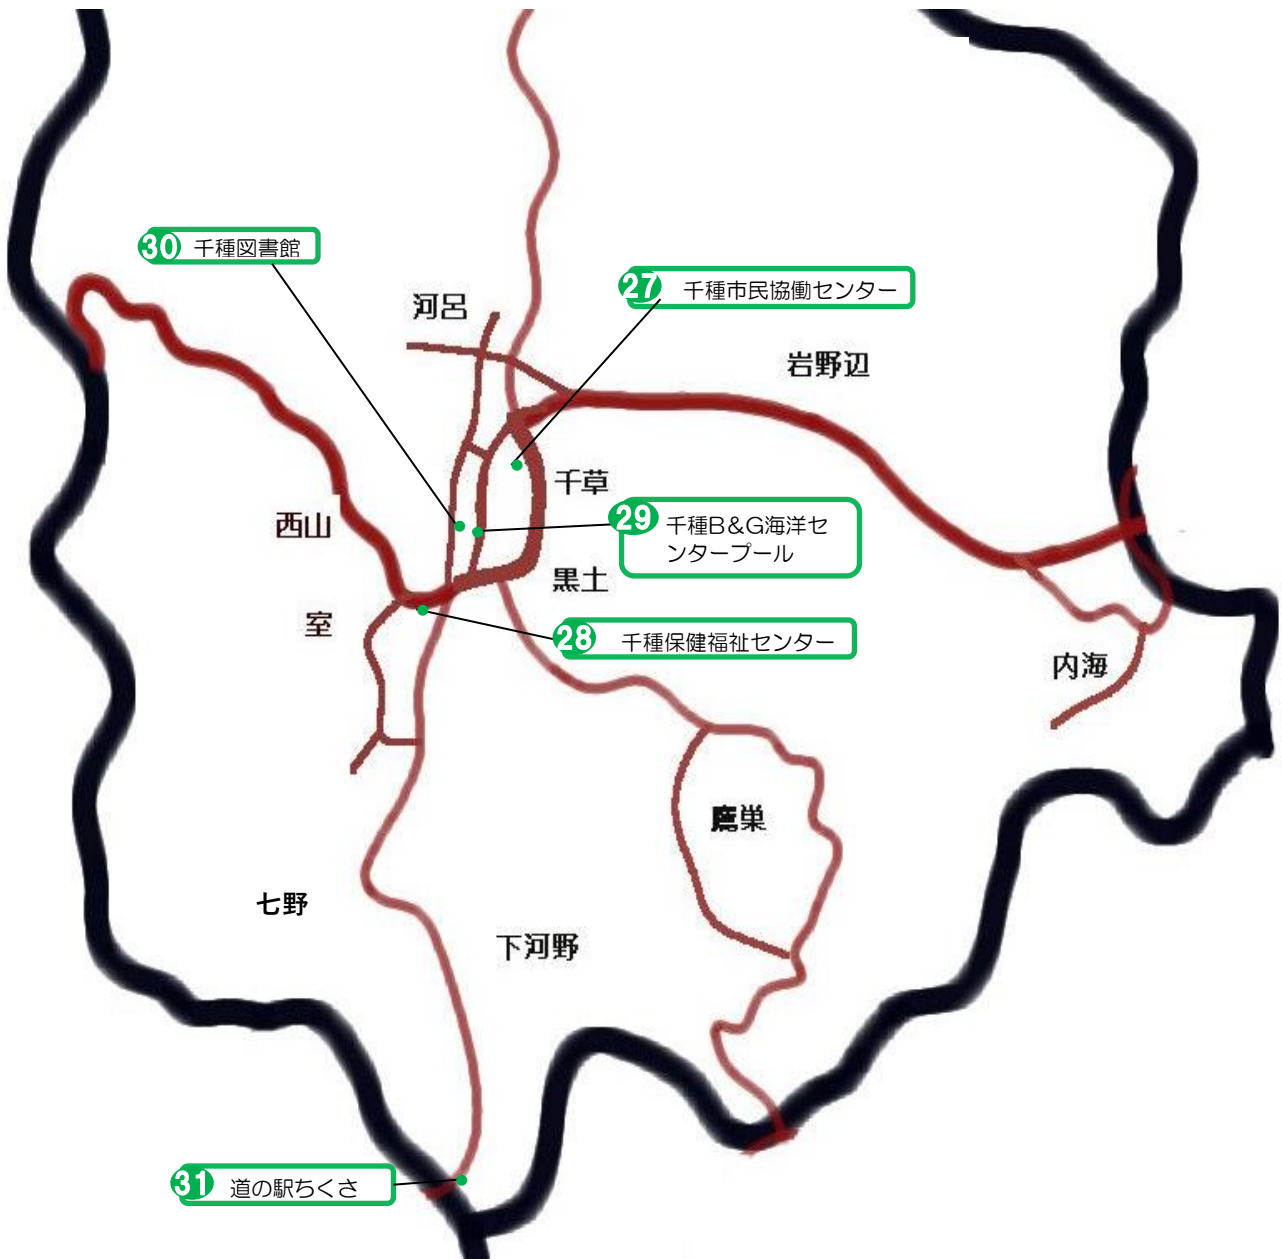 30 千種図書館
27 千種市民協働センター
河呂
岩野辺
千草
西山
29 千種B&G海洋セ
ンタープール
黒土
室
28 千種保健福祉センター
内海
鷹巣
七野
下河野
31 道の駅ちくさ